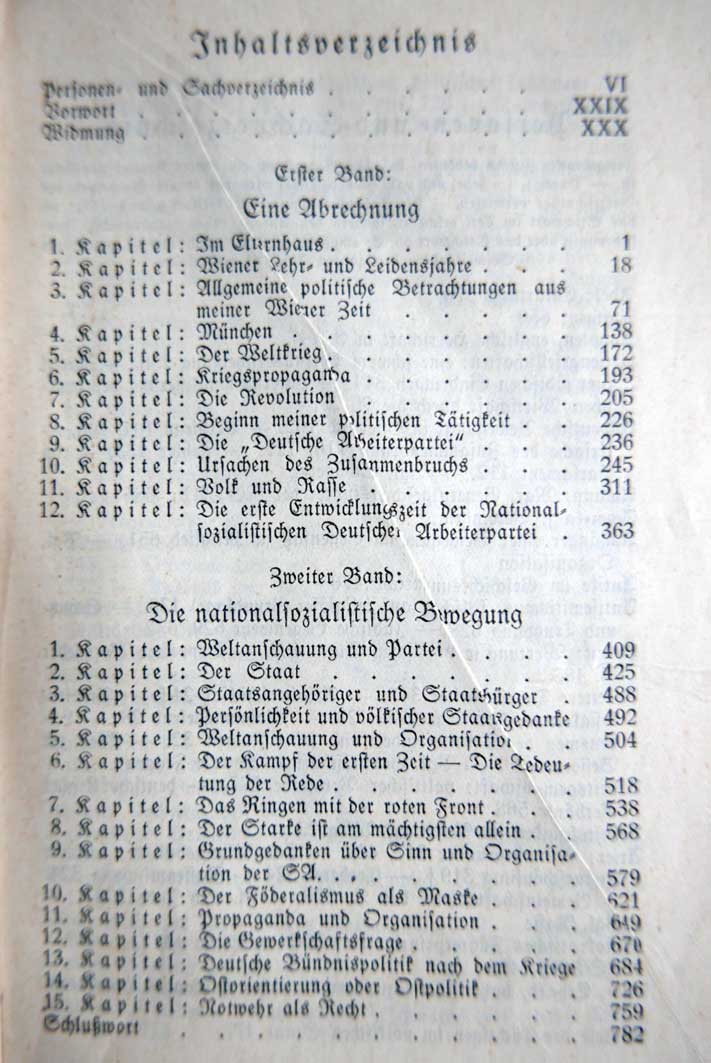 Inhaltsverzeichnis
Personen- und Sachverzeichnis . . . . . . VI
Vorwort . . . . . . . . . . . XXIX
Widmung . . . . . . . . . . . XXX
Erster Band:
Eine Abrechnung
1. Kapitel: Im Elternhaus . . . . . . . 1
2. Kapitel: Wiener Lehr- und Leidensjahre . . . 18
3. Kapitel: Allgemeine politische Betrachtungen aus
meiner Wiener Zeit . . . . . 71
4. Kapitel: München . . . . . . . . 138
5. Kapitel: Der Weltkrieg . . . . . . . 172
6. Kapitel: Kriegspropaganda . . . . . . 193
7. Kapitel: Die Revolution . . . . . . 205
8. Kapitel: Beginn meiner politischen Tätigkeit . . 226
9. Kapitel: Die „Deutsche Arbeiterpartei“ . . . 236
10. Kapitel: Ursachen des Zusammenbruchs . . . 245
11. Kapitel: Volk und Rasse . . . . . . 311
12. Kapitel: Die erste Entwicklungszeit der National-
sozialistischen Deutschen Arbeiterpartei . 363
Zweiter Band:
Die nationalsozialistische Bewegung
1. Kapitel: Weltanschauung und Partei . . . . 409
2. Kapitel: Der Staat . . . . . . . 425
3. Kapitel: Staatsangehöriger und Staatsbürger . 488
4. Kapitel: Persönlichkeit und völkischer Staatsgedanke 492
5. Kapitel: Weltanschauung und Organisation . . 504
6. Kapitel: Der Kampf der ersten Zeit — Die Bedeu-
tung der Rede . . . . . . 518
7. Kapitel: Das Ringen mit der roten Front . . . 538
8. Kapitel: Der Starke ist am mächtigsten allein . . 568
9. Kapitel: Grundgedanken über Sinn und Organisa-
tion der SA. . . . . . . 579
10. Kapitel: Der Föderalismus als Maske . . . . 621
11. Kapitel: Propaganda und Organisation . . . 649
12. Kapitel: Die Gewerkschaftsfrage . . . . . 670
13. Kapitel: Deutsche Bündnispolitik nach dem Kriege 684
14. Kapitel: Ostorientierung oder Ostpolitik . . . 726
15. Kapitel: Notwehr als Recht . . . . . . 759
Schlußwort . . . . . . . . . . 782